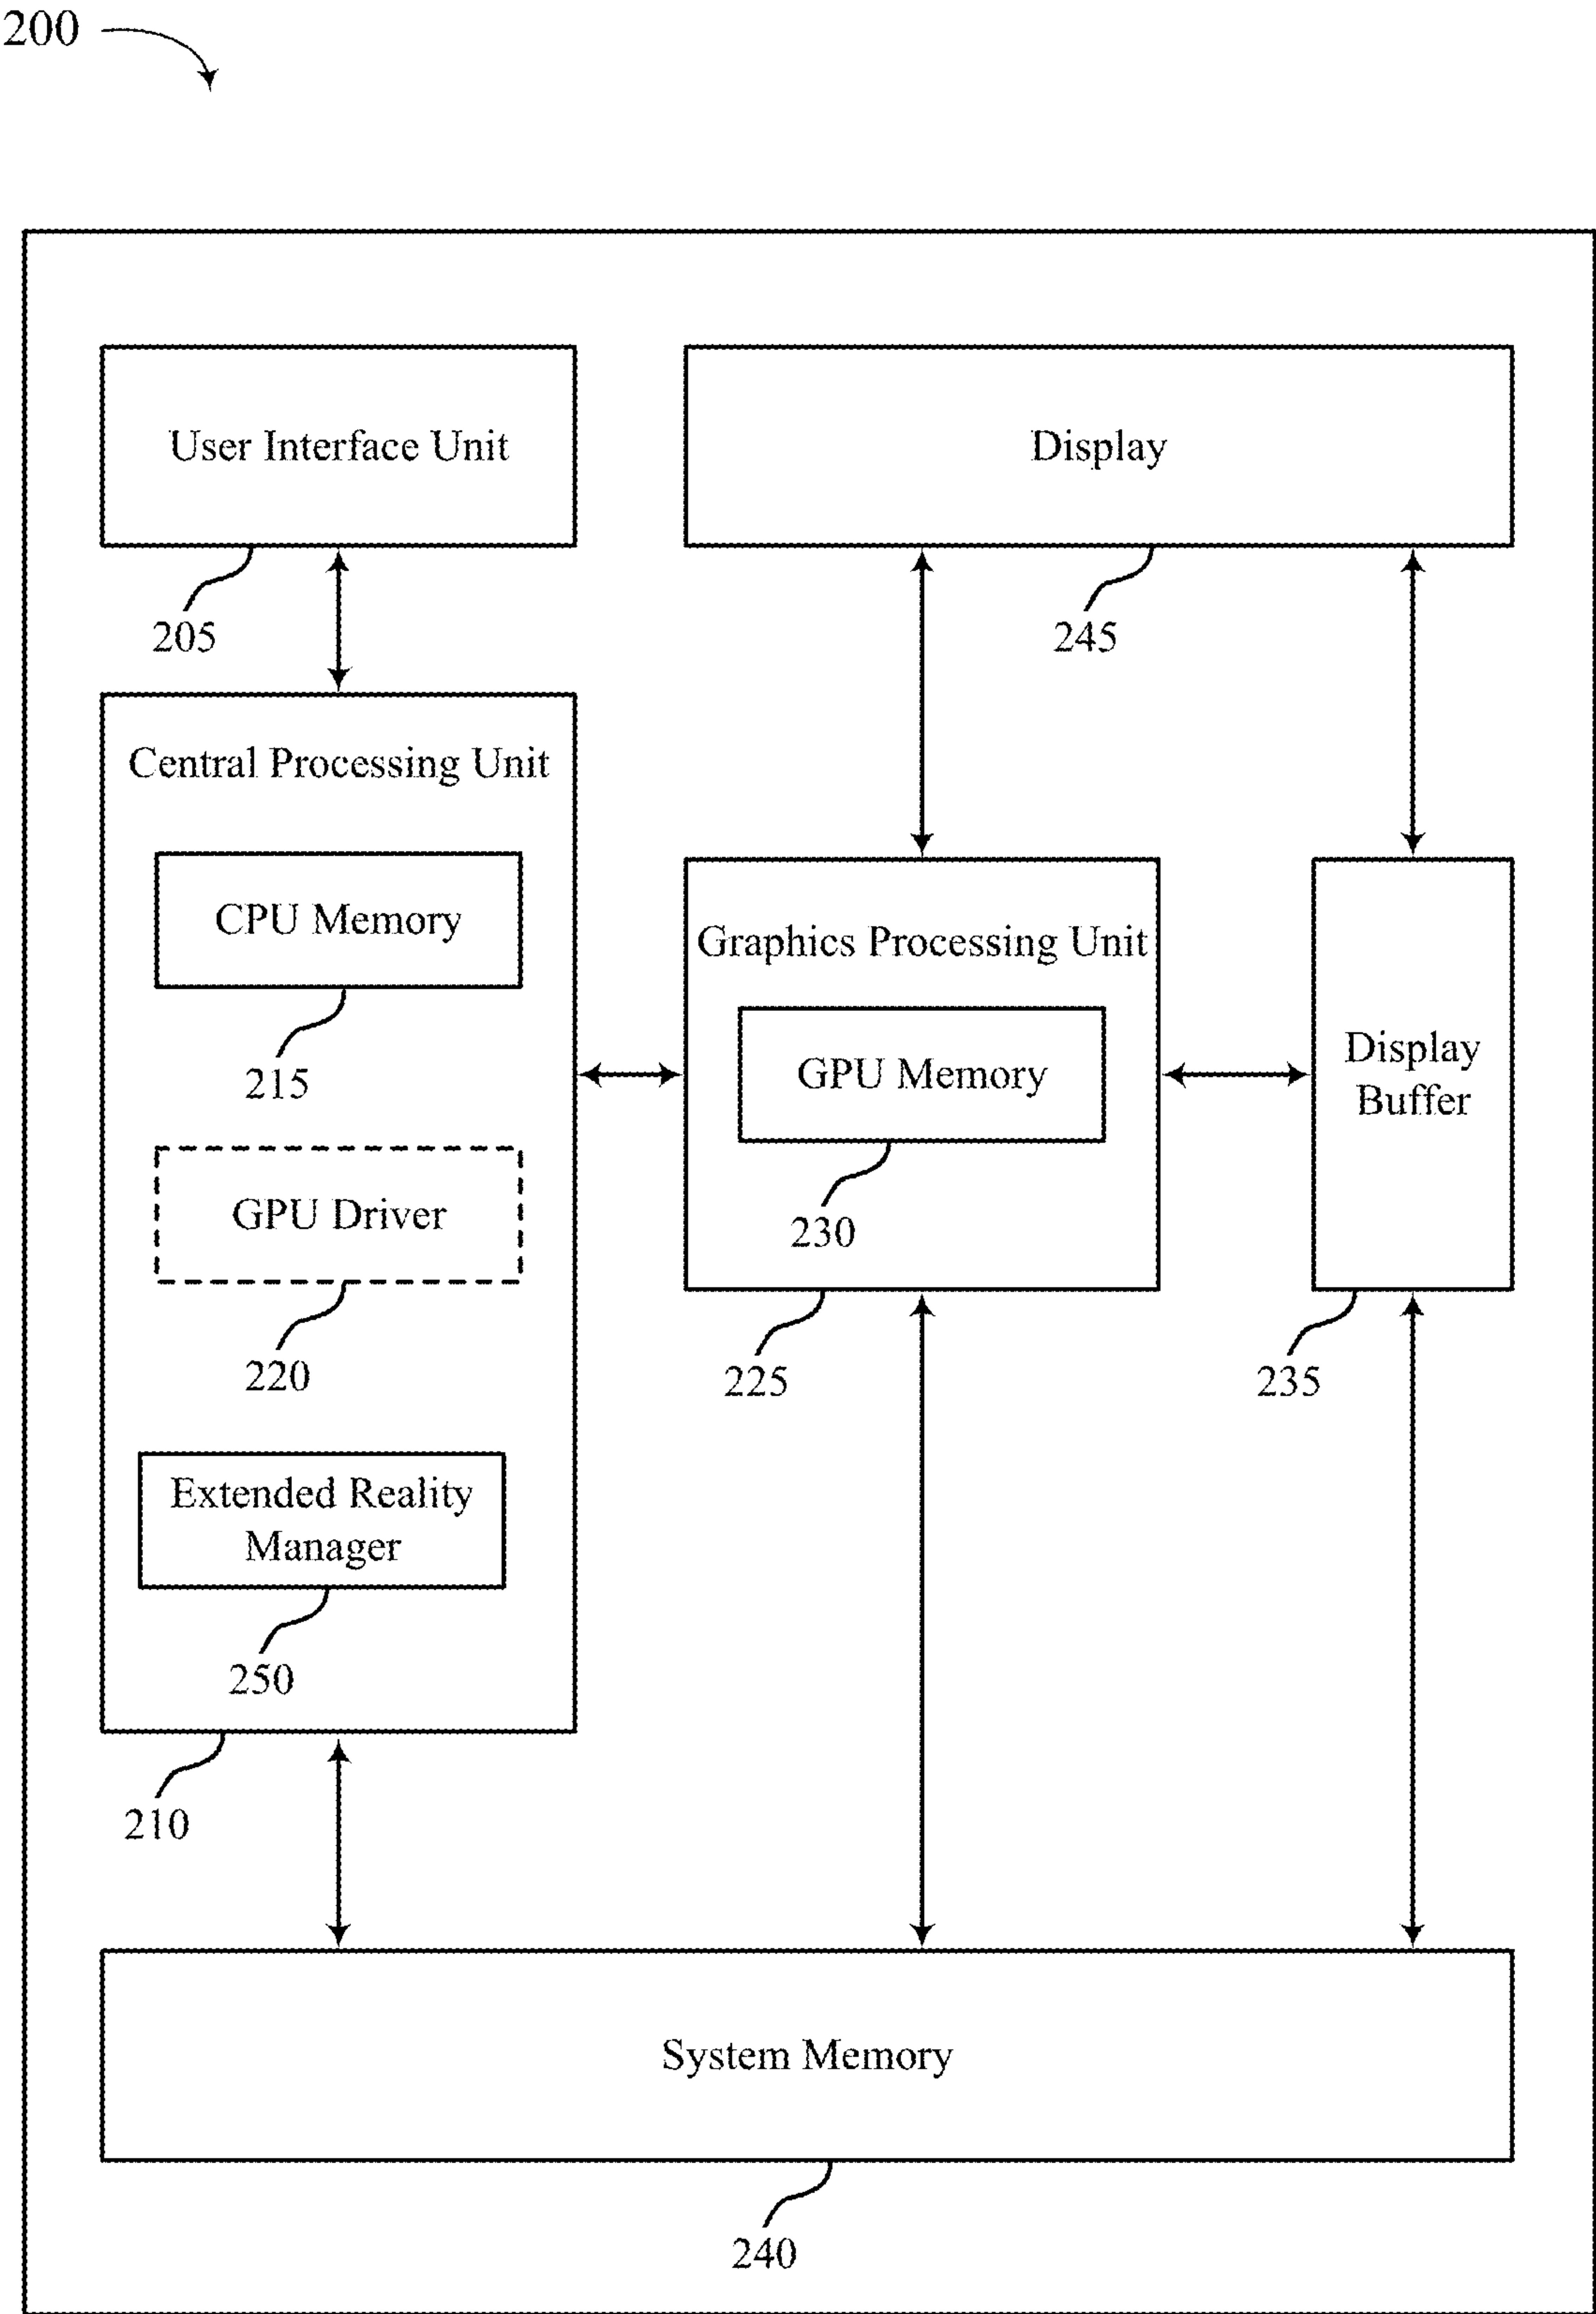 200
User Interface Unit
Display
205
245
Central Processing Unit
CPU Memory
215
GPU Driver
220
Extended Reality
Manager
250
210
Graphics Processing Unit
GPU Memory
230
225
Display
Buffer
235
System Memory
240